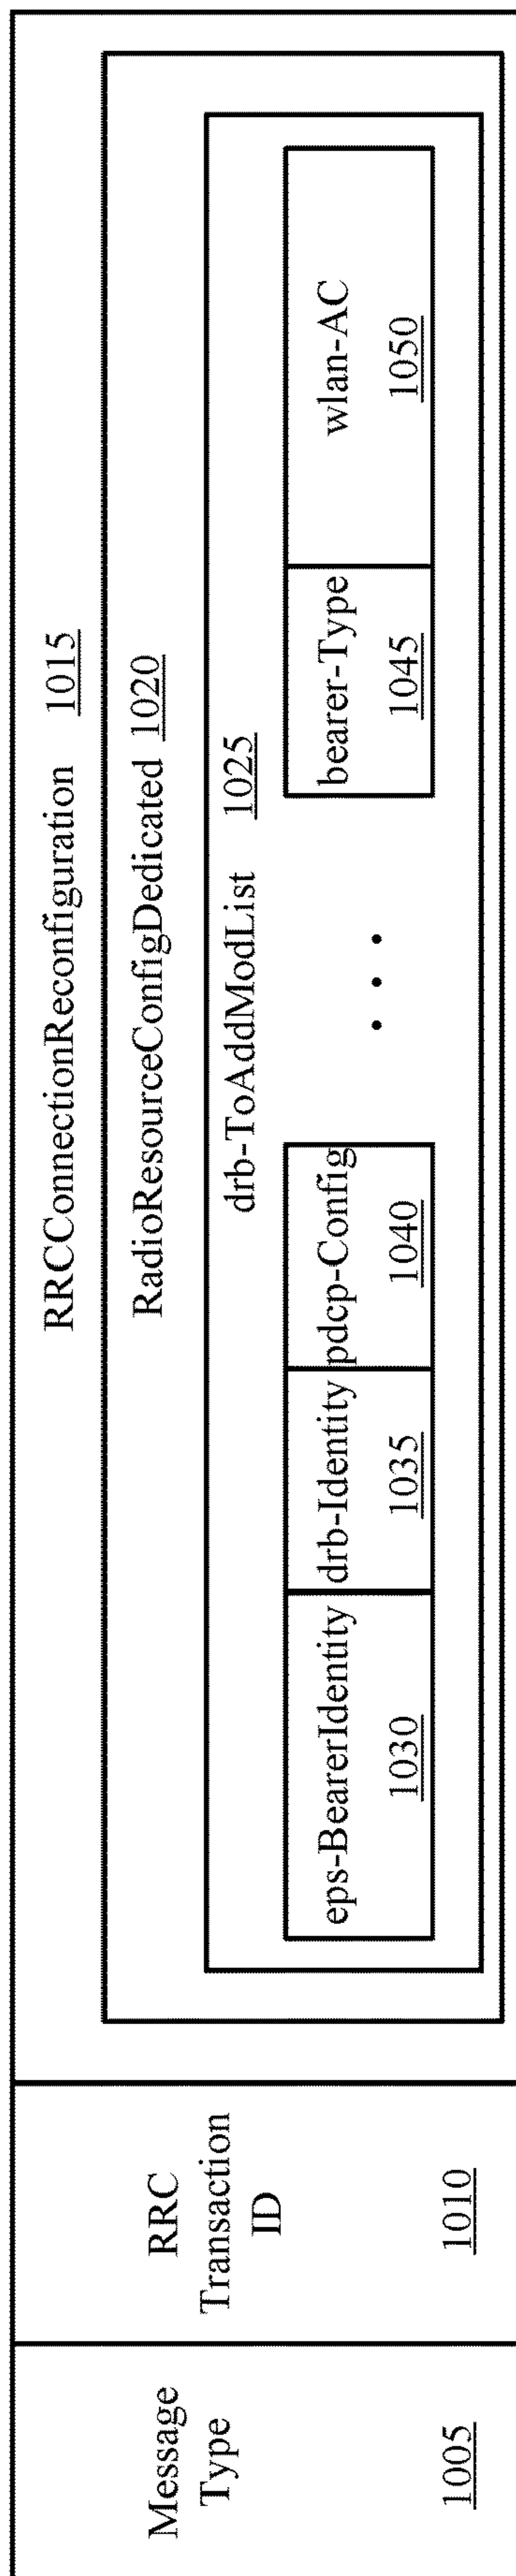 Message
Type
1005
RRC
Transaction
ID
1010
RRCConnectionReconfiguration 1015
RadioResourceConfigDedicated 1020
drb-ToAddModList 1025
eps-BearerIdentity
1030
drb-Identity
1035
pdcp-Config
1040
• • •
bearer-Type
1045
wlan-AC
1050